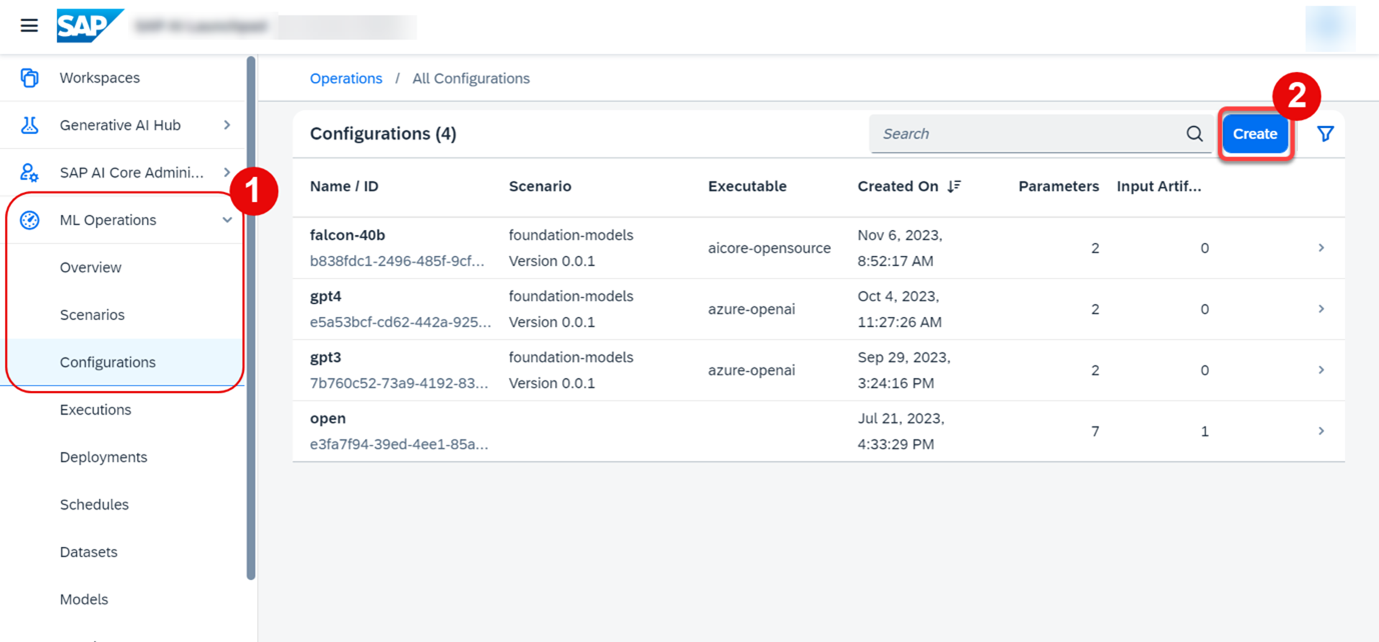 SAP
Workspaces
Generative AI Hub
SAP AI Core Admini...
1
ML Operations
Overview
Scenarios
Configurations
Executions
Deployments
Schedules
Datasets
Models
Operations / All Configurations
2
Configurations (4)
Search
Create
Name / ID Scenario Executable Created On Parameters Input Artif...
falcon-40b foundation-models aicore-opensource Nov 6, 2023, 2 0
b838fdc1-2496-485f-9cf... Version 0.0.1 8:52:17 AM
gpt4 foundation-models azure-openai Oct 4, 2023, 2 0
e5a53bcf-cd62-442a-925... Version 0.0.1 11:27:26 AM
gpt3 foundation-models azure-openai Sep 29, 2023, 2 0
7b760c52-73a9-4192-83... Version 0.0.1 3:24:16 PM
open Jul 21, 2023, 7 1
e3fa7f94-39ed-4ee1-85a... 4:33:29 PM